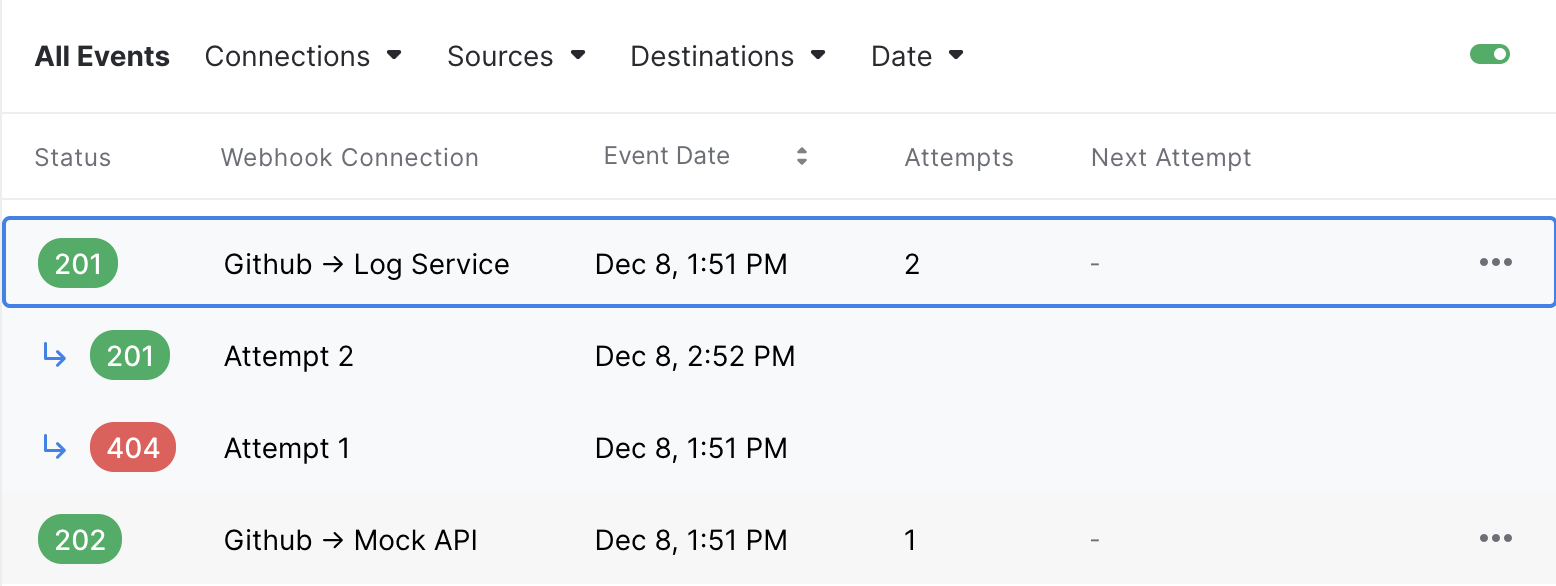 All Events Connections Sources Destinations Date
Status Webhook Connection Event Date Attempts Next Attempt
201 Github → Log Service Dec 8, 1:51 PM 2 -
201 Attempt 2 Dec 8, 2:52 PM
404 Attempt 1 Dec 8, 1:51 PM
202 Github → Mock API Dec 8, 1:51 PM 1 -